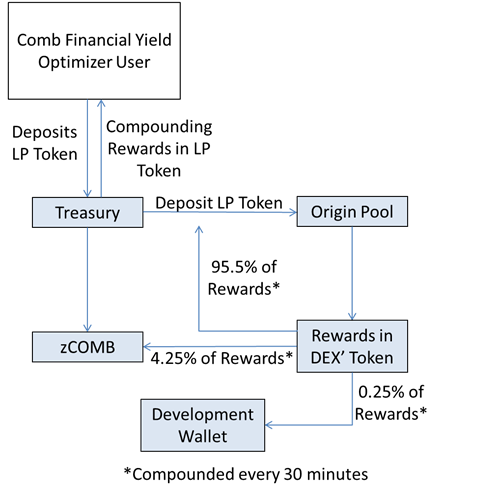 Comb Financial Yield
Optimizer User
Deposits
LP Token
Compounding
Rewards in LP
Token
Treasury
Deposit LP Token
Origin Pool
95.5% of
Rewards*
zCOMB
4.25% of Rewards*
Rewards in
DEX' Token
0.25% of
Rewards*
Development
Wallet
*Compounded every 30 minutes